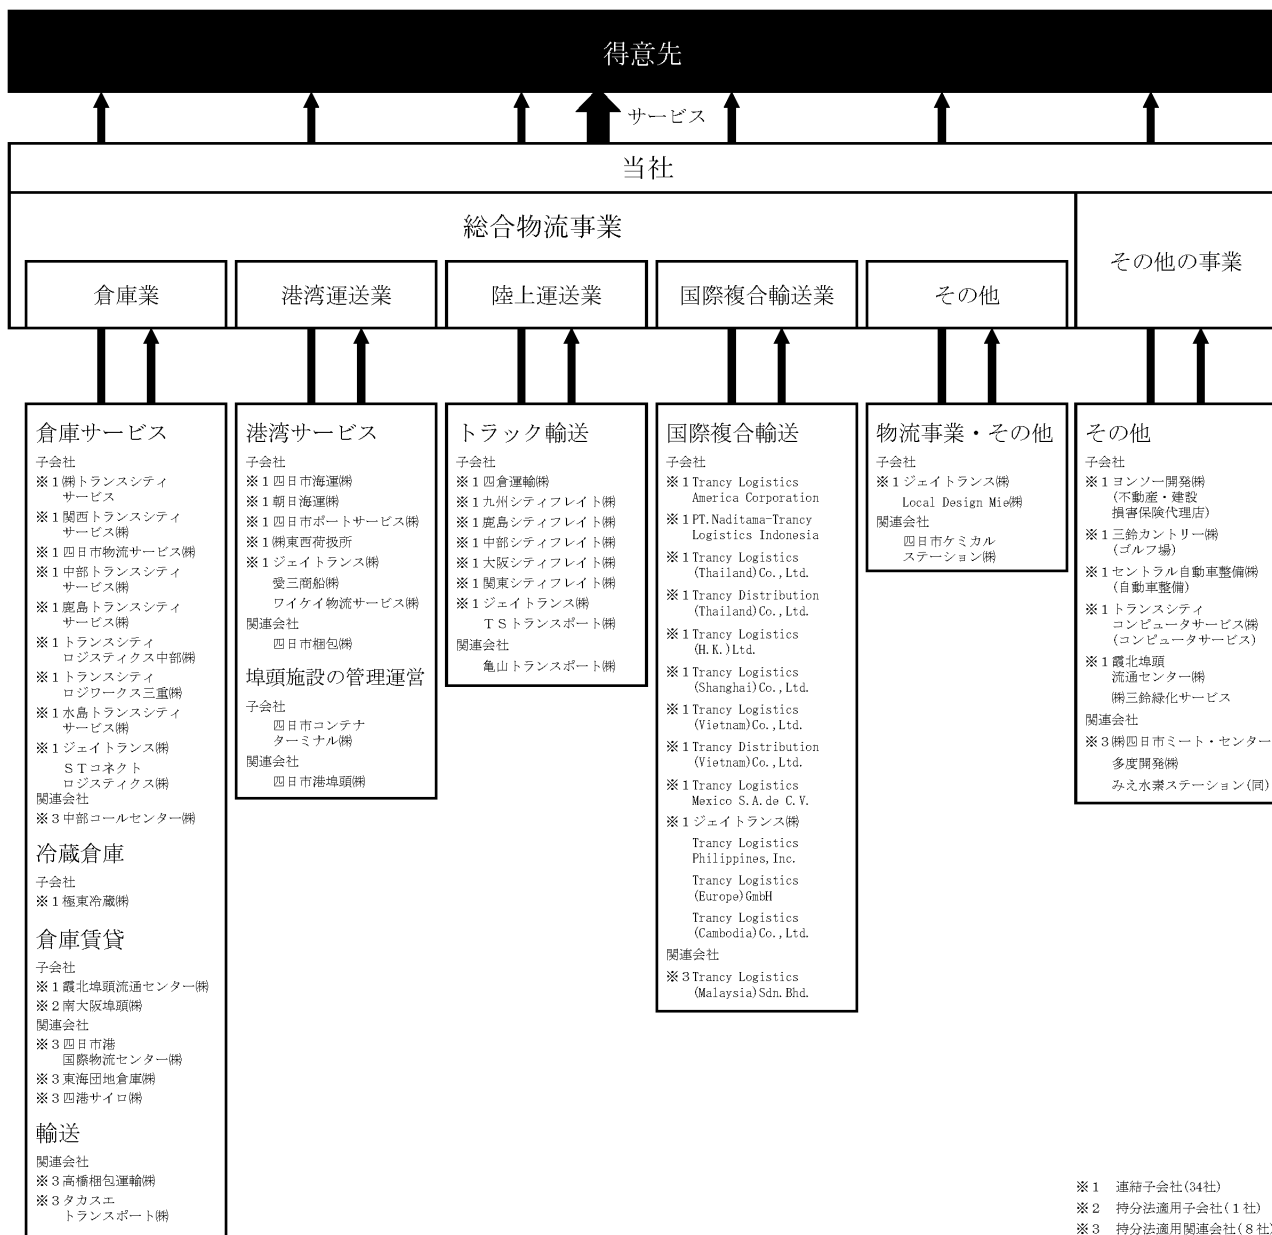 得意先
サービス
当社
総合物流事業
その他の事業
倉庫業
港湾運送業
陸上運送業
国際複合輸送業
その他
倉庫サービス
子会社
※1㈱トランスシティ
サービス
※1関西トランスシティ
サービス㈱
※1四日市物流サービス㈱
※1中部トランスシティ
サービス㈱
※1鹿島トランスシティ
サービス㈱
※1トランスシティ
ロジスティクス中部㈱
※1トランスシティ
ロジワークス三重㈱
※1水島トランスシティ
サービス㈱
※1ジェイトランス㈱
STコネクト
ロジスティクス㈱
関連会社
※3中部コールセンター㈱
冷蔵倉庫
子会社
※1極東冷蔵㈱
倉庫賃貸
子会社
※1霞北埠頭流通センター㈱
※2南大阪埠頭㈱
関連会社
※3四日市港
国際物流センター㈱
※3東海団地倉庫㈱
※3四港サイロ㈱
輸送
関連会社
※3高橋梱包運輸㈱
※3タカスエ
トランスポート㈱
港湾サービス
子会社
※1四日市海運㈱
※1朝日海運㈱
※1四日市ポートサービス㈱
※1㈱東西荷扱所
※1ジェイトランス㈱
愛三商船㈱
ワイケイ物流サービス㈱
関連会社
四日市梱包㈱
埠頭施設の管理運営
子会社
四日市コンテナ
ターミナル㈱
関連会社
四日市港埠頭㈱
トラック輸送
子会社
※1四倉運輸㈱
※1九州シティフレイト㈱
※1鹿島シティフレイト㈱
※1中部シティフレイト㈱
※1大阪シティフレイト㈱
※1関東シティフレイト㈱
※1ジェイトランス㈱
TSトランスポート㈱
関連会社
亀山トランスポート㈱
国際複合輸送
子会社
※1Trancy Logistics
America Corporation
※1PT.Naditama-Trancy
Logistics Indonesia
※1Trancy Logistics
(Thailand)Co.,Ltd.
※1Trancy Distribution
(Thailand)Co.,Ltd.
※1Trancy Logistics
(H.K.)Ltd.
※1Trancy Logistics
(Shanghai)Co.,Ltd.
※1Trancy Logistics
(Vietnam)Co.,Ltd.
※1Trancy Distribution
(Vietnam)Co.,Ltd.
※1Trancy Logistics
Mexico S.A.de C.V.
※1ジェイトランス㈱
Trancy Logistics
Philippines,Inc.
Trancy Logistics
(Europe)GmbH
Trancy Logistics
(Cambodia)Co.,Ltd.
関連会社
※3Trancy Logistics
(Malaysia)Sdn.Bhd.
物流事業・その他
子会社
※1ジェイトランス㈱
Local Design Mie㈱
関連会社
四日市ケミカル
ステーション㈱
その他
子会社
※1ヨンソー開発㈱
(不動産・建設
損害保険代理店)
※1三鈴カントリー㈱
(ゴルフ場)
※1セントラル自動車整備㈱
(自動車整備)
※1トランスシティ
コンピュータサービス㈱
(コンピュータサービス)
※1霞北埠頭
流通センター㈱
㈱三鈴緑化サービス
関連会社
※3㈱四日市ミート・センター
多度開発㈱
みえ水素ステーション(同)
※1 連結子会社(34社)
※2 持分法適用子会社(1社)
※3 持分法適用関連会社(8社)